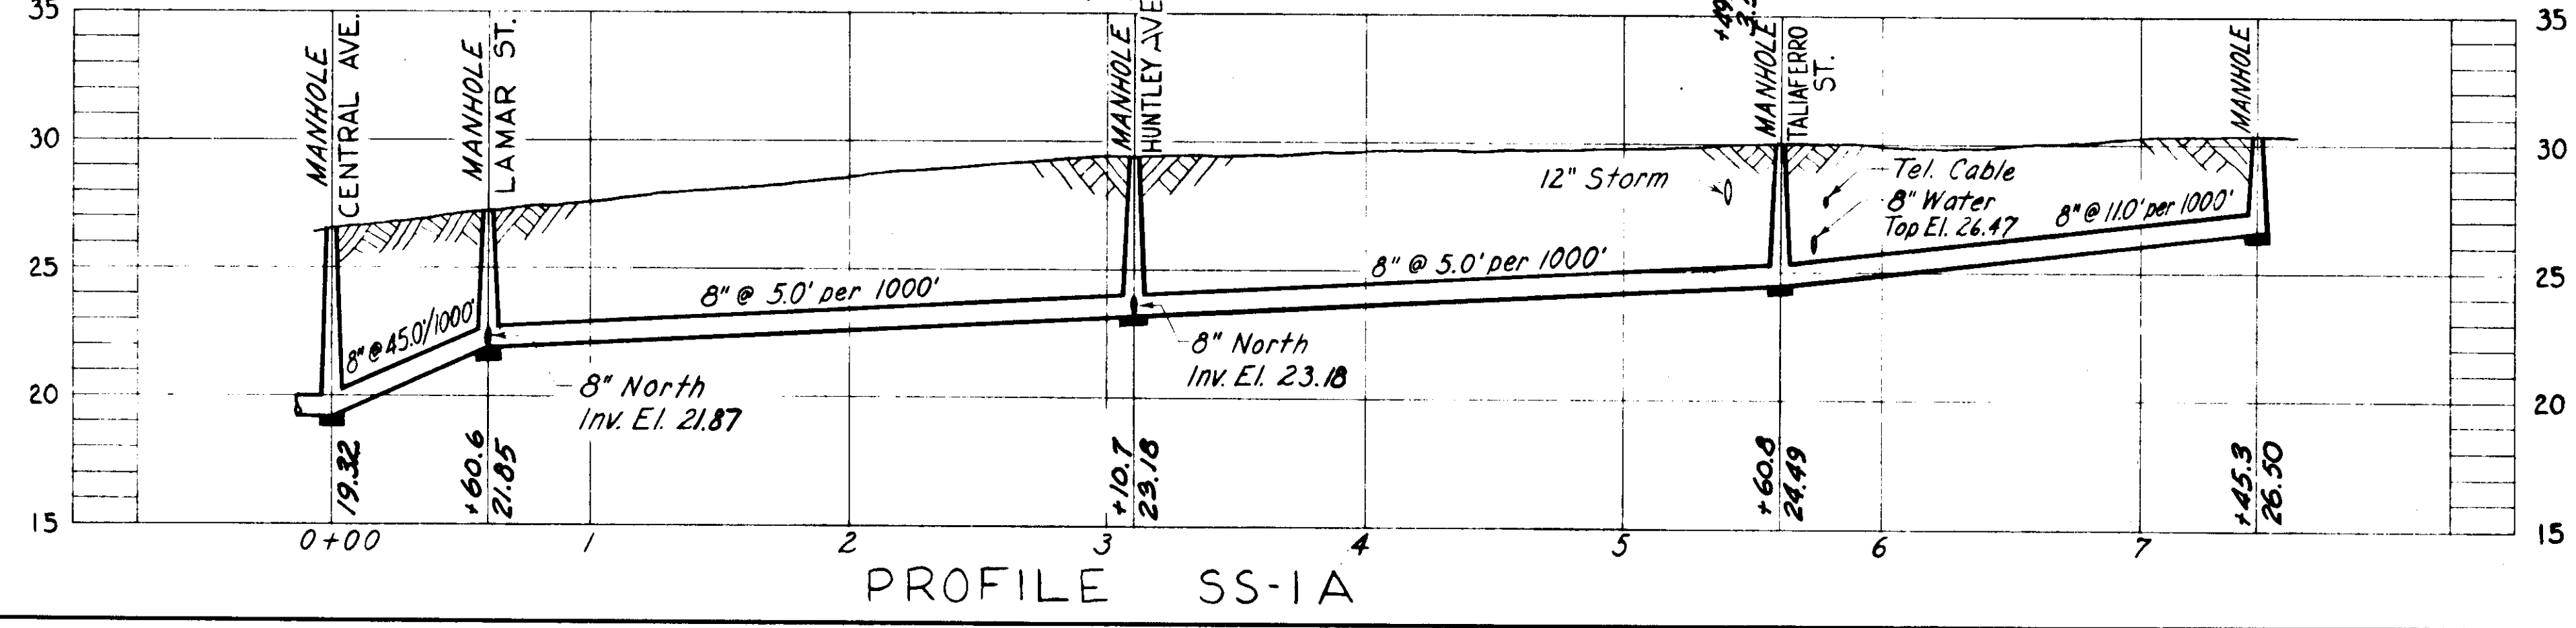 35
35
30
30
25
25
20
20
15
15
MANHOLE
CENTRAL AVE.
MANHOLE
LAMAR ST.
MANHOLE
HUNTLEY AVE
+49
MANHOLE
TALIAFERRO
ST.
MANHOLE
12" Storm
Tel. Cable
8" Water
Top El. 26.47
8" @ 45.0'/1000'
8" @ 5.0' per 1000'
8" @ 5.0' per 1000'
8" @ 11.0' per 1000'
8" North
Inv. El. 21.87
8" North
Inv. El. 23.18
19.32
+60.6
21.85
+10.7
23.18
+60.8
24.49
+45.3
26.50
0+00
1
2
3
4
5
6
7
PROFILE SS-1A